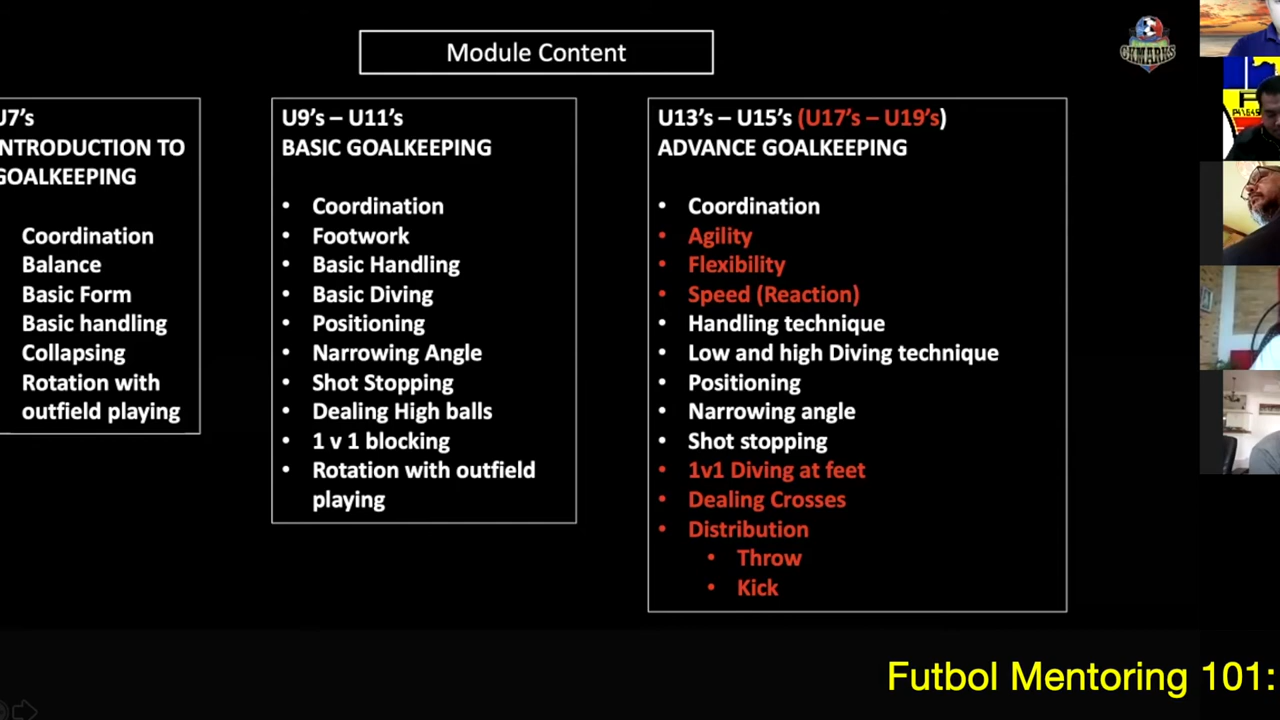 Module Content
GKMARKS
U7's
NTRODUCTION TO
GOALKEEPING
Coordination
Balance
Basic Form
Basic handling
Collapsing
Rotation with
outfield playing
U9's – U11's
BASIC GOALKEEPING
• Coordination
• Footwork
• Basic Handling
• Basic Diving
• Positioning
• Narrowing Angle
• Shot Stopping
• Dealing High balls
• 1 v 1 blocking
• Rotation with outfield
playing
U13's – U15's (U17's – U19's)
ADVANCE GOALKEEPING
• Coordination
• Agility
• Flexibility
• Speed (Reaction)
• Handling technique
• Low and high Diving technique
• Positioning
• Narrowing angle
• Shot stopping
• 1v1 Diving at feet
• Dealing Crosses
• Distribution
• Throw
• Kick
Futbol Mentoring 101: